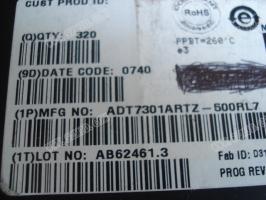 CUST PROD ID:
(Q)QTY: 320
RoHS
e
PPBT=260°C
e3
(9D)DATE CODE: 0740
(1P)MFG NO: ADT7301ARTZ-500RL7
(1T)LOT NO: AB62461.3
Fab ID: D31
PROG REV